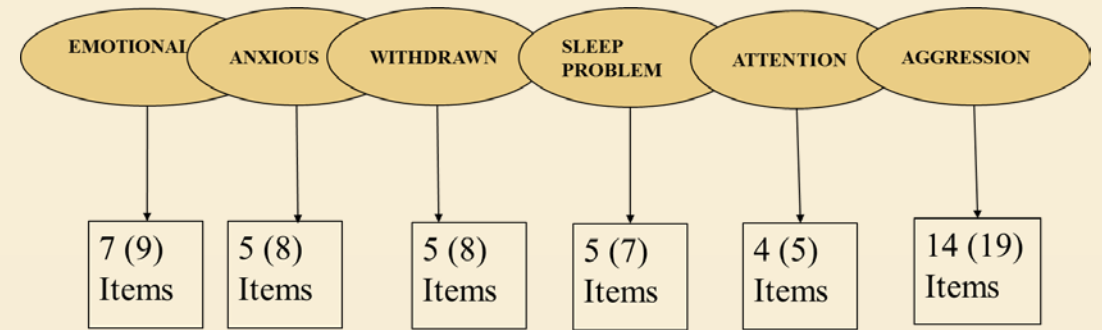 EMOTIONAL
ANXIOUS
WITHDRAWN
SLEEP
PROBLEM
ATTENTION
AGGRESSION
7 (9)
Items
5 (8)
Items
5 (8)
Items
5 (7)
Items
4 (5)
Items
14 (19)
Items